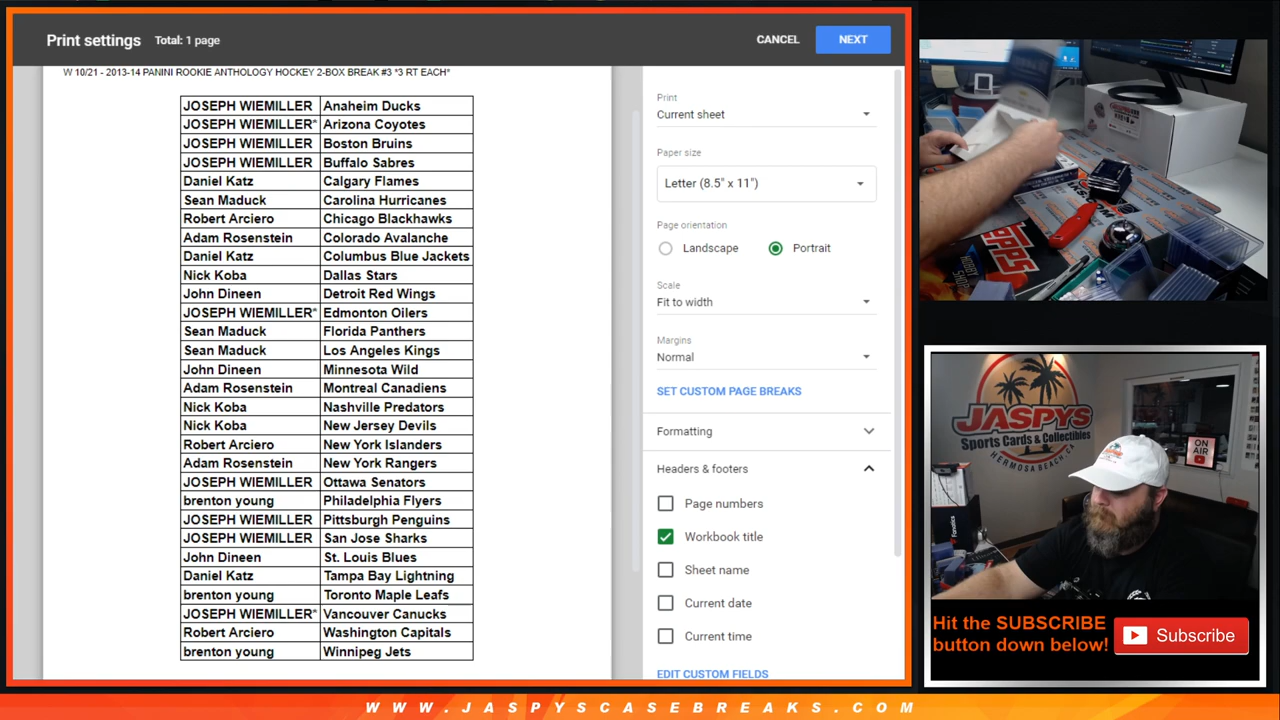 Print settings Total: 1 page CANCEL NEXT
W 10/21 - 2013-14 PANINI ROOKIE ANTHOLOGY HOCKEY 2-BOX BREAK #3 *3 RT EACH*
JOSEPH WIEMILLER Anaheim Ducks
JOSEPH WIEMILLER* Arizona Coyotes
JOSEPH WIEMILLER Boston Bruins
JOSEPH WIEMILLER Buffalo Sabres
Daniel Katz Calgary Flames
Sean Maduck Carolina Hurricanes
Robert Arciero Chicago Blackhawks
Adam Rosenstein Colorado Avalanche
Daniel Katz Columbus Blue Jackets
Nick Koba Dallas Stars
John Dineen Detroit Red Wings
JOSEPH WIEMILLER* Edmonton Oilers
Sean Maduck Florida Panthers
Sean Maduck Los Angeles Kings
John Dineen Minnesota Wild
Adam Rosenstein Montreal Canadiens
Nick Koba Nashville Predators
Nick Koba New Jersey Devils
Robert Arciero New York Islanders
Adam Rosenstein New York Rangers
JOSEPH WIEMILLER Ottawa Senators
brenton young Philadelphia Flyers
JOSEPH WIEMILLER Pittsburgh Penguins
JOSEPH WIEMILLER San Jose Sharks
John Dineen St. Louis Blues
Daniel Katz Tampa Bay Lightning
brenton young Toronto Maple Leafs
JOSEPH WIEMILLER* Vancouver Canucks
Robert Arciero Washington Capitals
brenton young Winnipeg Jets
Print
Current sheet
Paper size
Letter (8.5" x 11")
Page orientation
Landscape Portrait
Scale
Fit to width
Margins
Normal
SET CUSTOM PAGE BREAKS
Formatting
Headers & footers
Page numbers
Workbook title
Sheet name
Current date
Current time
EDIT CUSTOM FIELDS
TOPPS
HOBBY
SHOP
JASPYS
Sports Cards & Collectibles
HERMOSA BEACH, CA
ON
AIR
Fanatics
Hit the SUBSCRIBE
button down below!
Subscribe
WWW.JASPYSCASEBREAKS.COM